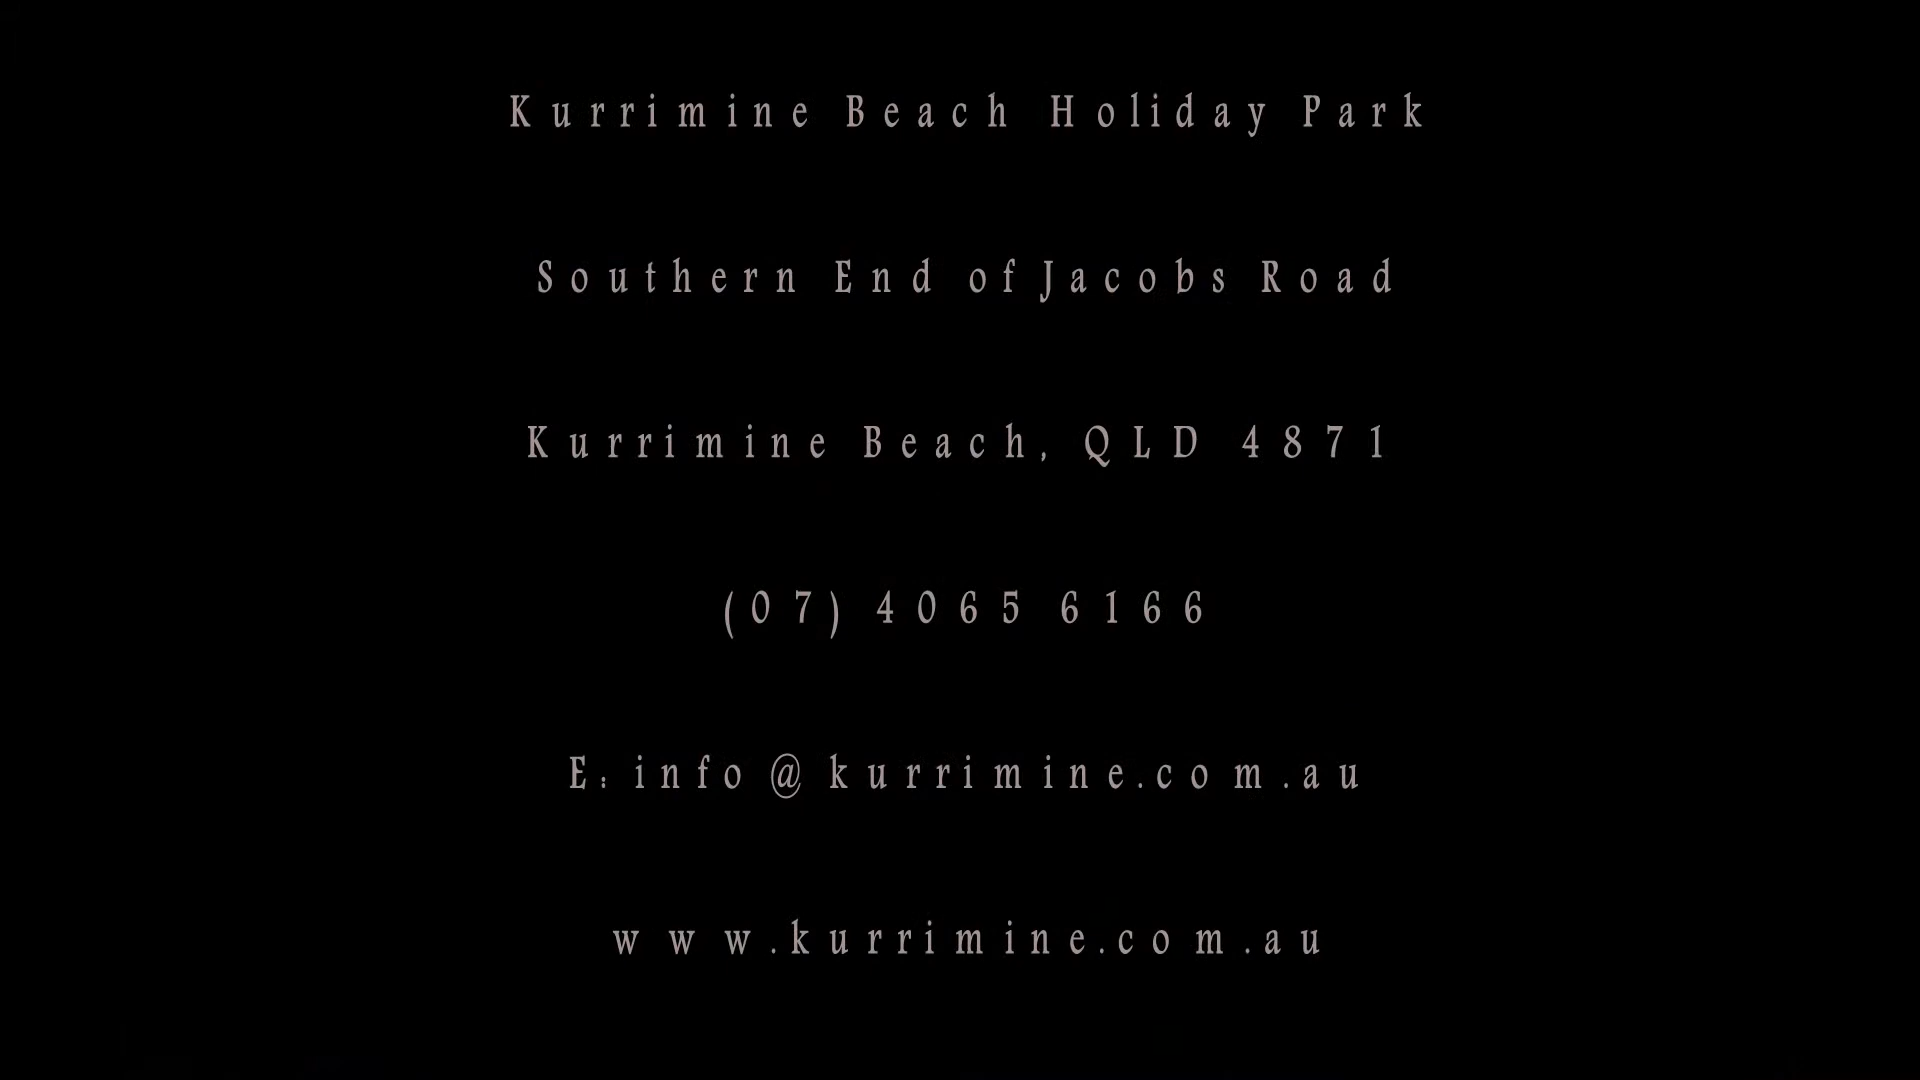 Kurrimine Beach Holiday Park
Southern End of Jacobs Road
Kurrimine Beach, QLD 4871
(07) 4065 6166
E: info@kurrimine.com.au
www.kurrimine.com.au